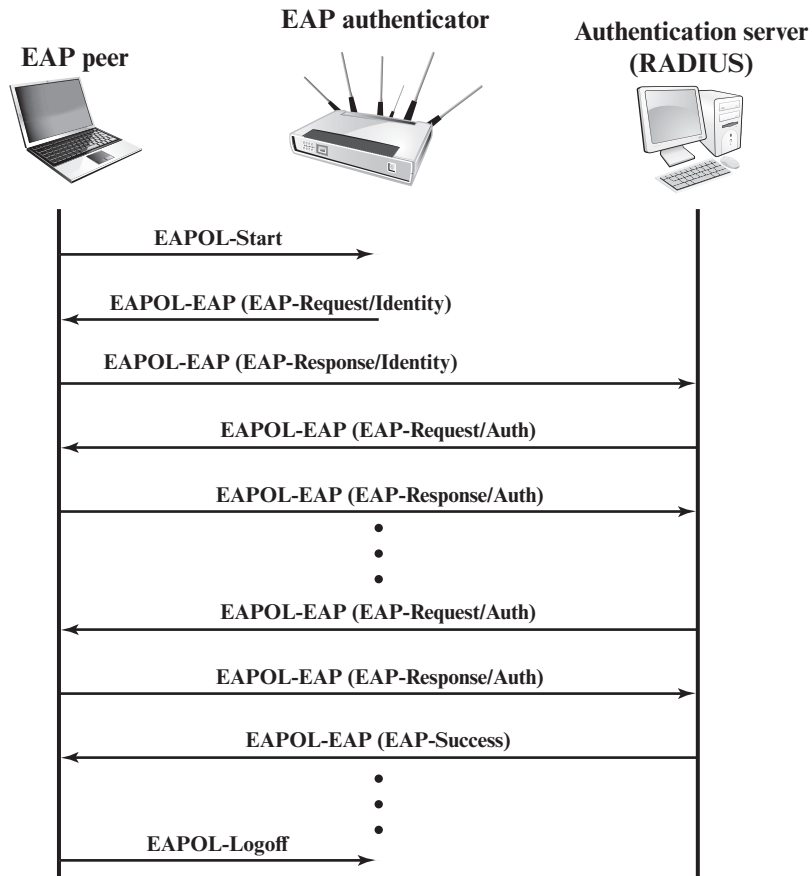 EAP peer
EAP authenticator
Authentication server
(RADIUS)
EAPOL-Start
EAPOL-EAP (EAP-Request/Identity)
EAPOL-EAP (EAP-Response/Identity)
EAPOL-EAP (EAP-Request/Auth)
EAPOL-EAP (EAP-Response/Auth)
EAPOL-EAP (EAP-Request/Auth)
EAPOL-EAP (EAP-Response/Auth)
EAPOL-EAP (EAP-Success)
EAPOL-Logoff